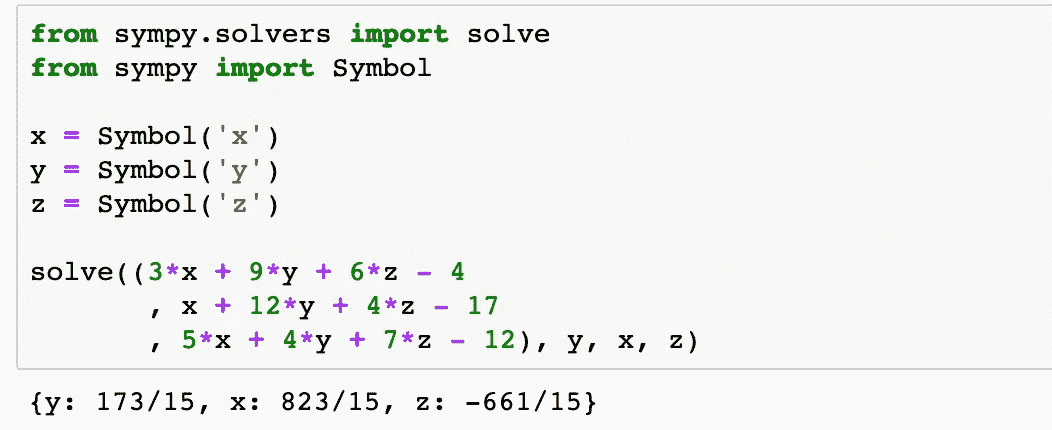 from sympy.solvers import solve
from sympy import Symbol
x = Symbol('x')
y = Symbol('y')
z = Symbol('z')
solve((3*x + 9*y + 6*z - 4
, x + 12*y + 4*z - 17
, 5*x + 4*y + 7*z - 12), y, x, z)
{y: 173/15, x: 823/15, z: -661/15}